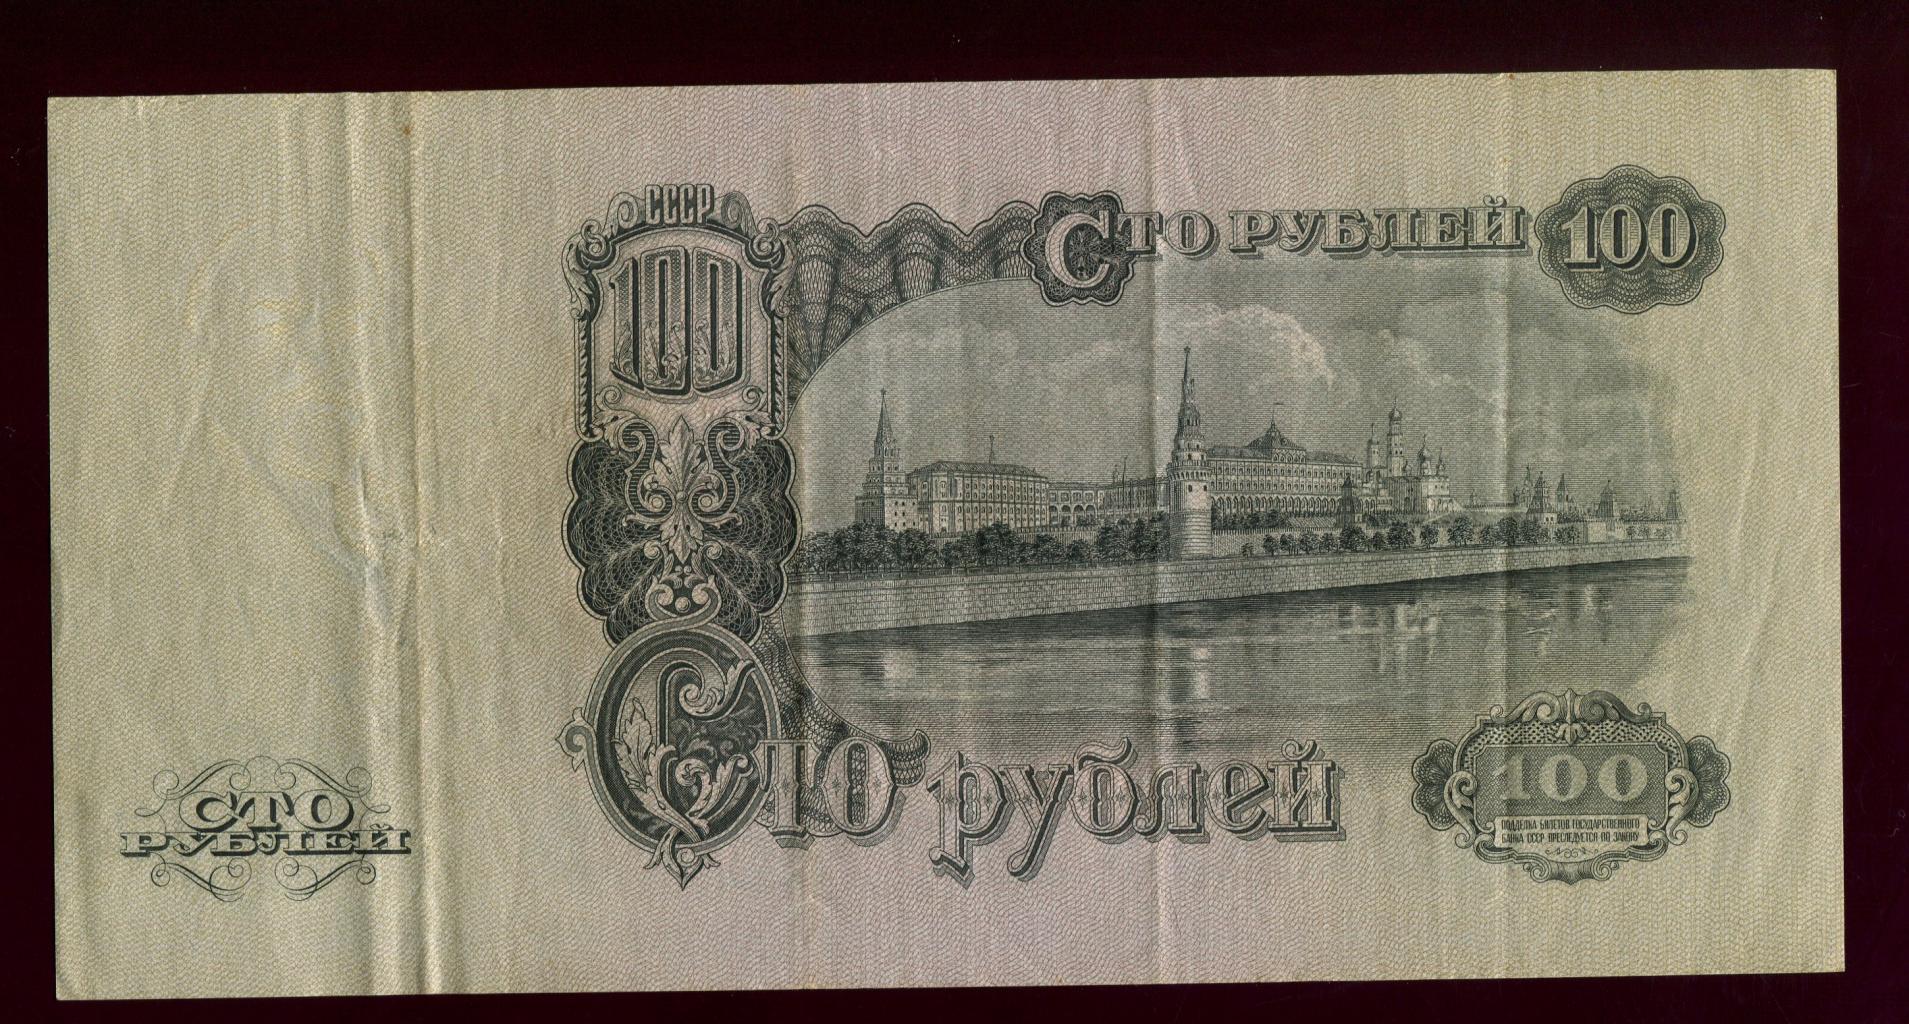 СССР
100
Сто рублей
100
Сто рублей
СТО
РУБЛЕЙ
100
ПОДДЕЛКА БИЛЕТОВ ГОСУДАРСТВЕННОГО
БАНКА СССР ПРЕСЛЕДУЕТСЯ ПО ЗАКОНУ